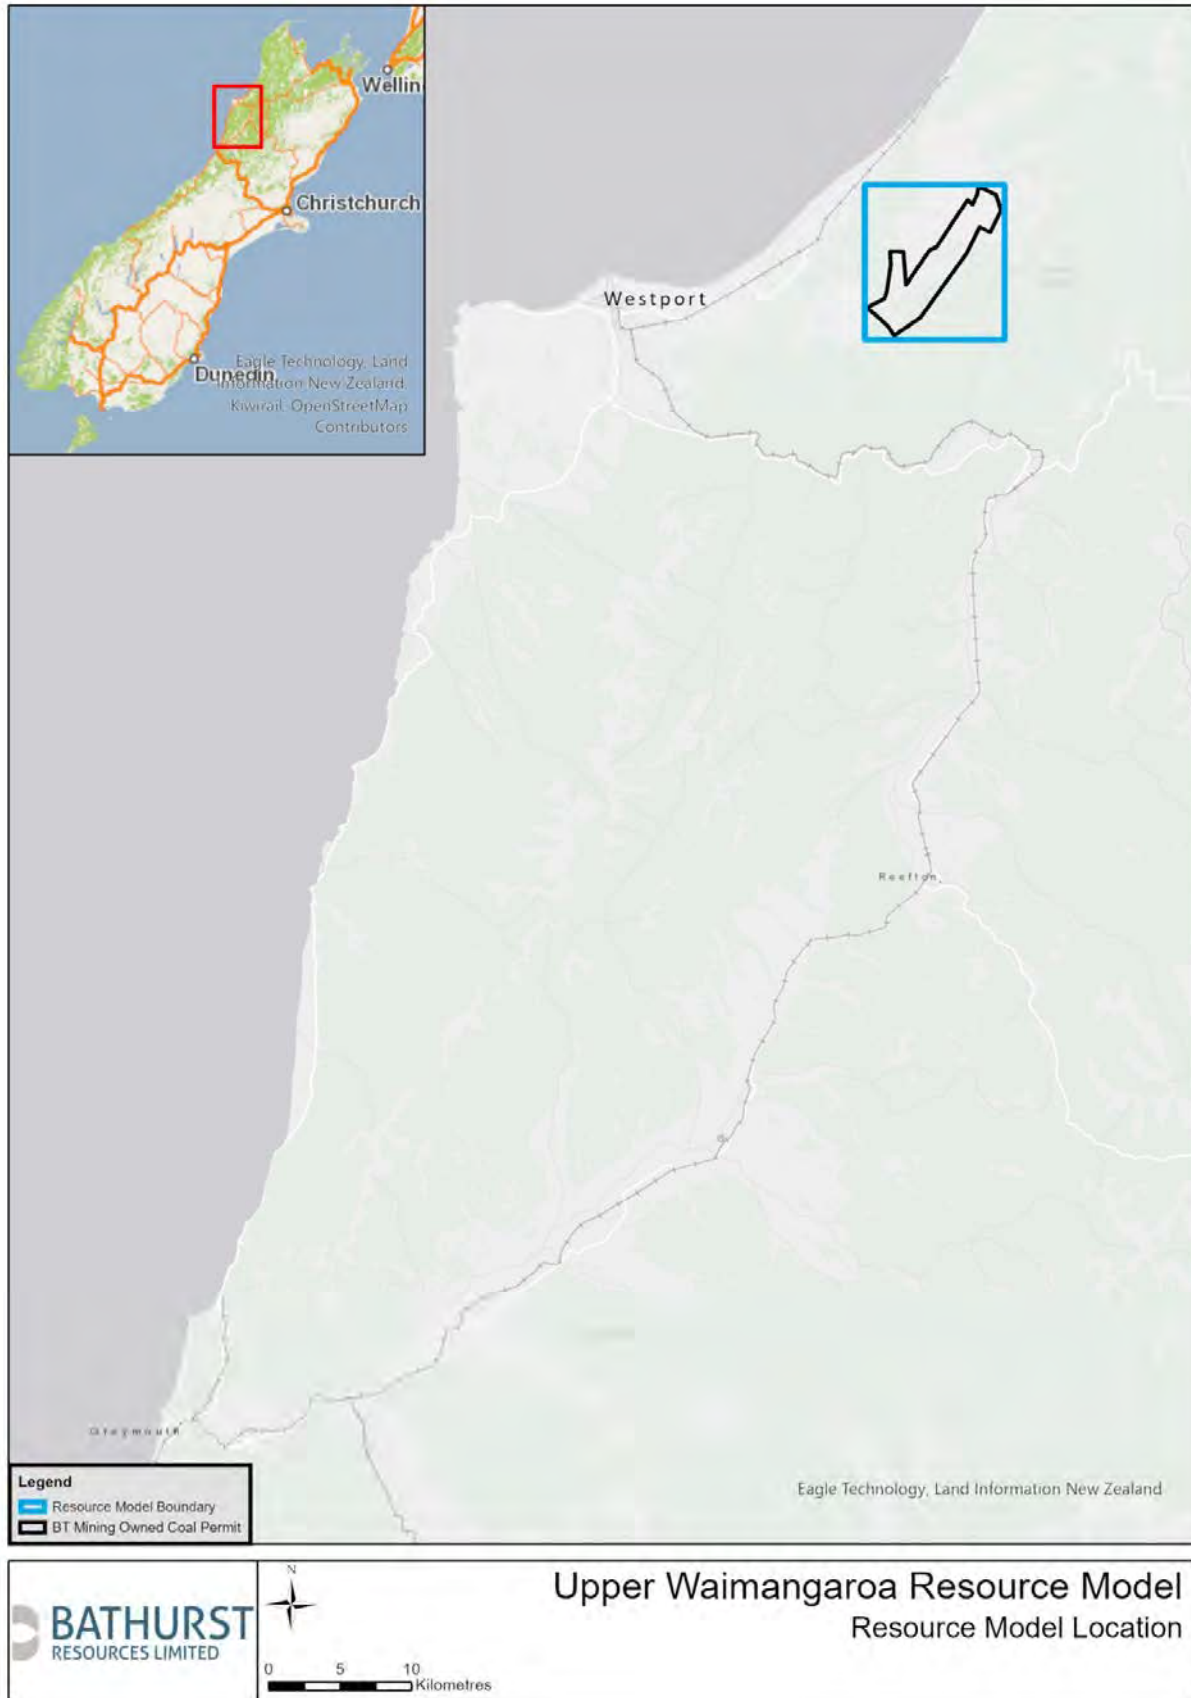 Wellin
Christchurch
Dunedin
Eagle Technology, Land
Information New Zealand,
Kiwirail, OpenStreetMap
Contributors
Westport
Reefton
Greymouth
Legend
Resource Model Boundary
BT Mining Owned Coal Permit
Eagle Technology, Land Information New Zealand
BATHURST
RESOURCES LIMITED
N
0 5 10
Kilometres
Upper Waimangaroa Resource Model
Resource Model Location